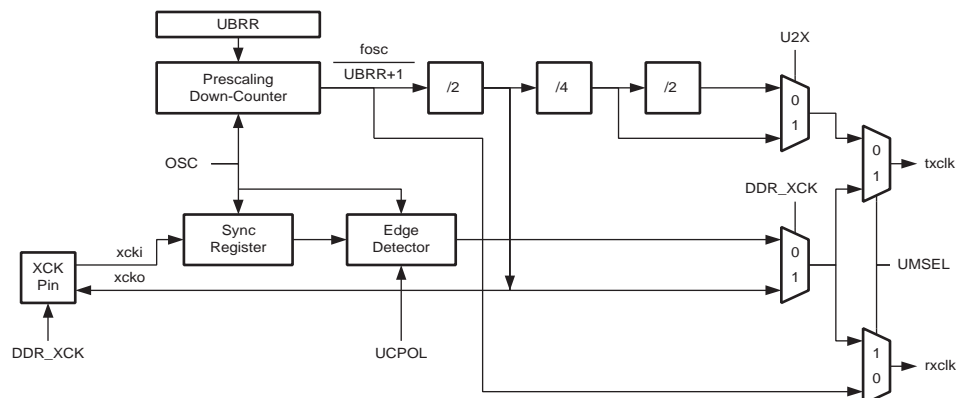 UBRR
fosc
UBRR+1
U2X
Prescaling
Down-Counter
/2
/4
/2
0
1
OSC
0
1
txclk
DDR_XCK
Sync
Register
Edge
Detector
xcki
XCK
Pin
xcko
0
1
UMSEL
DDR_XCK
UCPOL
1
0
rxclk